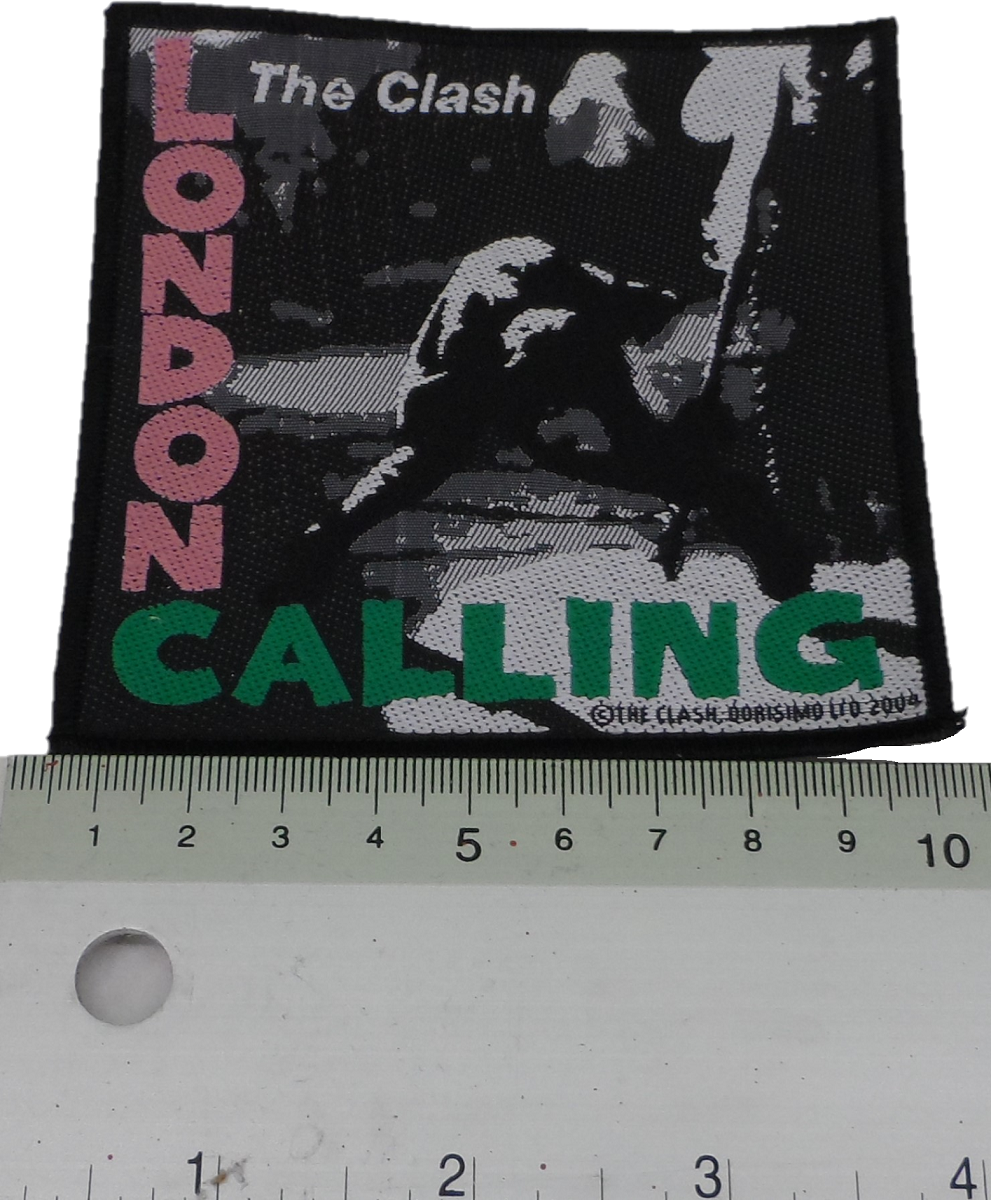 The Clash
LONDON
CALLING
©THE CLASH, DORISIMO LTD 2004
1 2 3 4 5 6 7 8 9 10
1 2 3 4